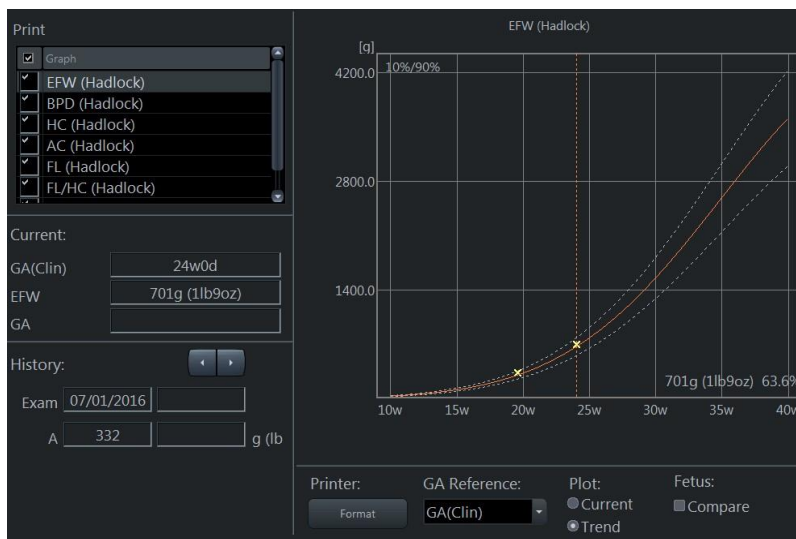 Print
Graph
EFW (Hadlock)
BPD (Hadlock)
HC (Hadlock)
AC (Hadlock)
FL (Hadlock)
FL/HC (Hadlock)
Current:
GA(Clin) 24w0d
EFW 701g (1lb9oz)
GA
History:
Exam 07/01/2016
A 332 g (lb
EFW (Hadlock)
[g]
10%/90%
4200.0
2800.0
1400.0
701g (1lb9oz) 63.6%
10w 15w 20w 25w 30w 35w 40w
Printer: GA Reference: Plot: Fetus:
Format GA(Clin) Current Compare
Trend